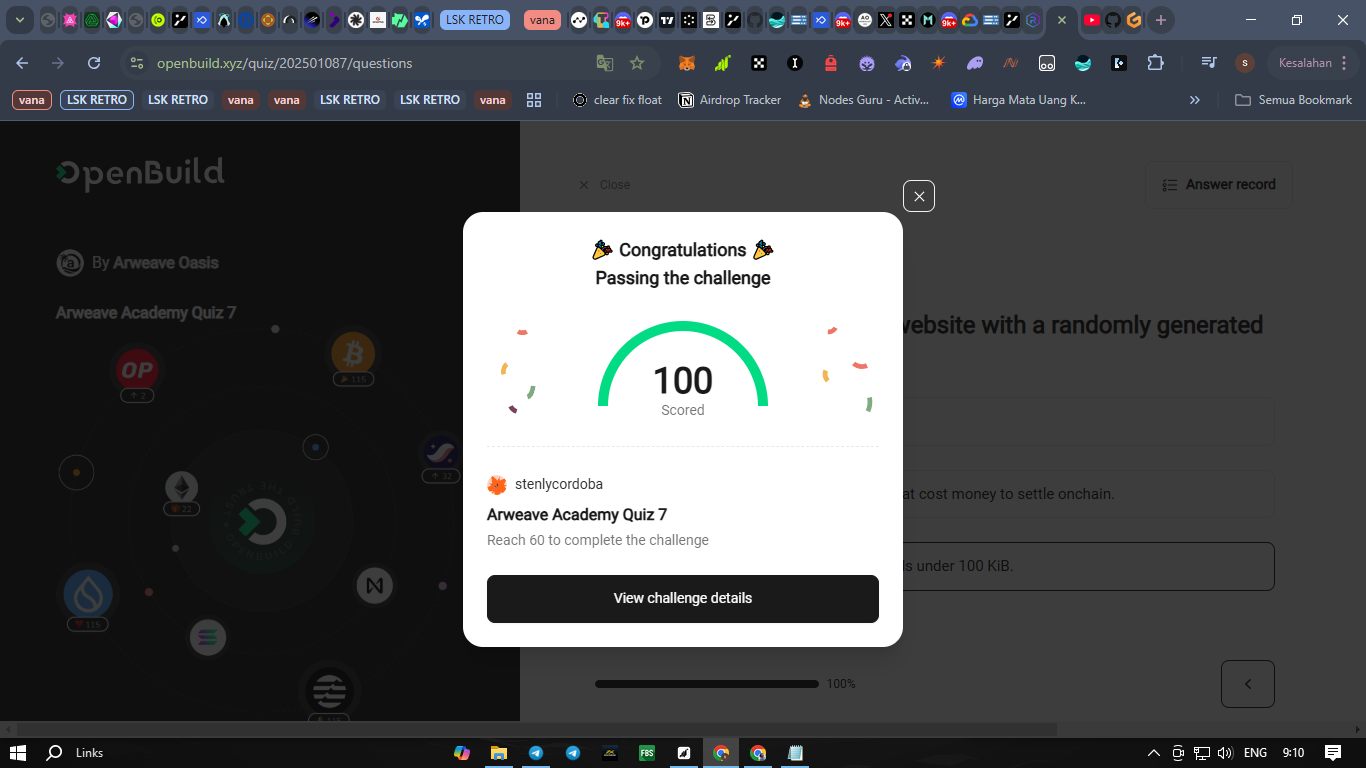 LSK RETRO
vana
openbuild.xyz/quiz/202501087/questions
Kesalahan
vana
LSK RETRO
LSK RETRO
vana
vana
LSK RETRO
LSK RETRO
vana
clear fix float
Airdrop Tracker
Nodes Guru - Activ...
Harga Mata Uang K...
»
Semua Bookmark
OpenBuild
By Arweave Oasis
Arweave Academy Quiz 7
OP
2
115
32
22
115
Close
Answer record
website with a randomly generated
at cost money to settle onchain.
ls under 100 KiB.
100%
Congratulations
Passing the challenge
100
Scored
stenlycordoba
Arweave Academy Quiz 7
Reach 60 to complete the challenge
View challenge details
Links
FBS
ENG
9:10